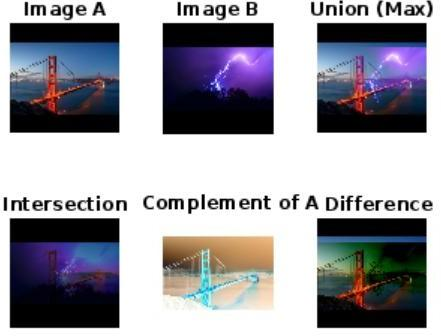 Image A
Image B
Union (Max)
Intersection
Complement of A
Difference